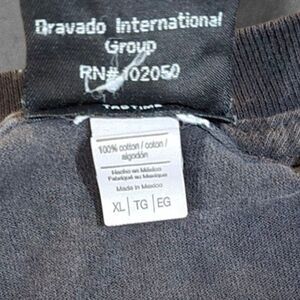 Bravado International
Group
RN# 102050
100% cotton / coton /
algodón
Hecho en México
Fabriqué au Mexique
Made in Mexico
XL | TG | EG